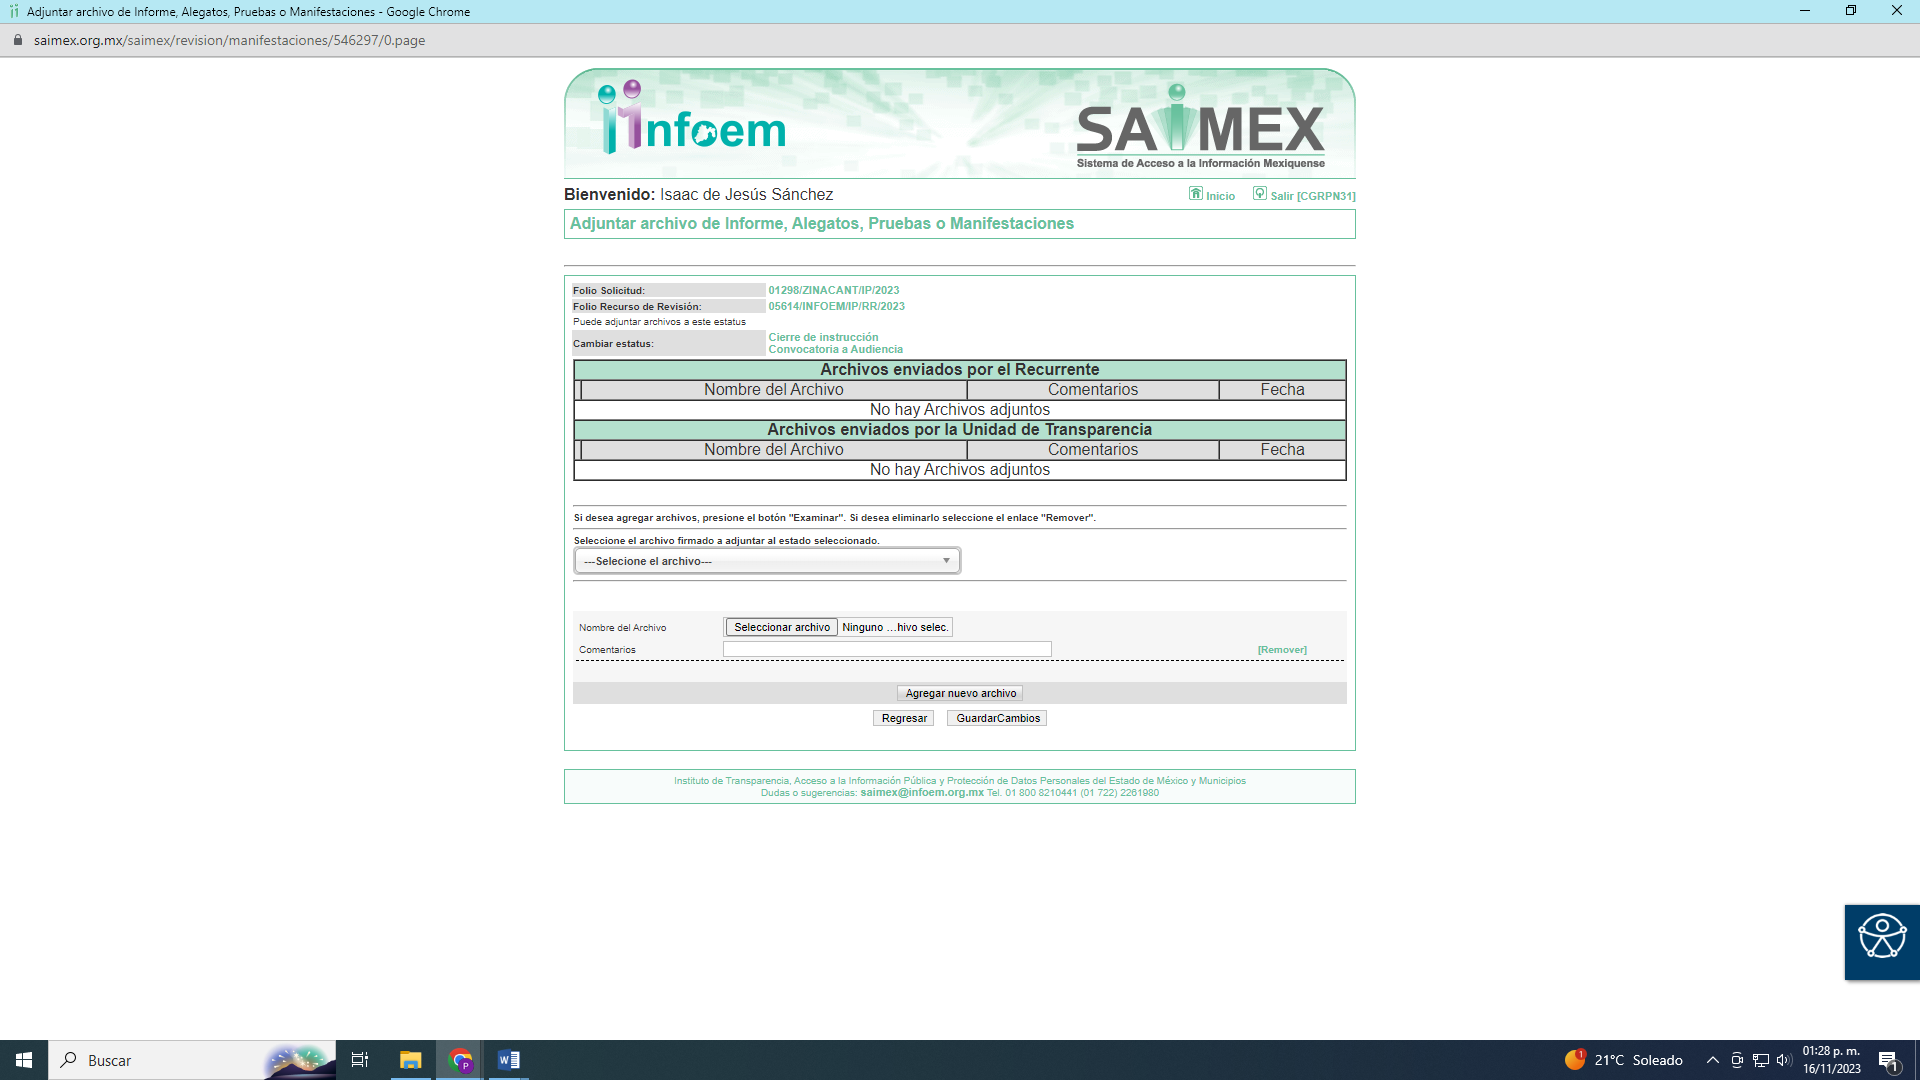 Adjuntar archivo de Informe, Alegatos, Pruebas o Manifestaciones - Google Chrome
saimex.org.mx/saimex/revision/manifestaciones/546297/0.page
infoem
SAIMEX
Sistema de Acceso a la Información Mexiquense
Bienvenido: Isaac de Jesús Sánchez
Inicio Salir [CGRPN31]
Adjuntar archivo de Informe, Alegatos, Pruebas o Manifestaciones
Folio Solicitud: 01298/ZINACANT/IP/2023
Folio Recurso de Revisión: 05614/INFOEM/IP/RR/2023
Puede adjuntar archivos a este estatus
Cambiar estatus: Cierre de instrucción
Convocatoria a Audiencia
Archivos enviados por el Recurrente
Nombre del Archivo Comentarios Fecha
No hay Archivos adjuntos
Archivos enviados por la Unidad de Transparencia
Nombre del Archivo Comentarios Fecha
No hay Archivos adjuntos
Si desea agregar archivos, presione el botón "Examinar". Si desea eliminarlo seleccione el enlace "Remover".
Seleccione el archivo firmado a adjuntar al estado seleccionado.
---Selecione el archivo---
Nombre del Archivo Seleccionar archivo Ninguno ...hivo selec.
Comentarios [Remover]
Agregar nuevo archivo
Regresar GuardarCambios
Instituto de Transparencia, Acceso a la Información Pública y Protección de Datos Personales del Estado de México y Municipios
Dudas o sugerencias: saimex@infoem.org.mx Tel. 01 800 8210441 (01 722) 2261980
Buscar
1
21°C Soleado
01:28 p. m.
16/11/2023
1